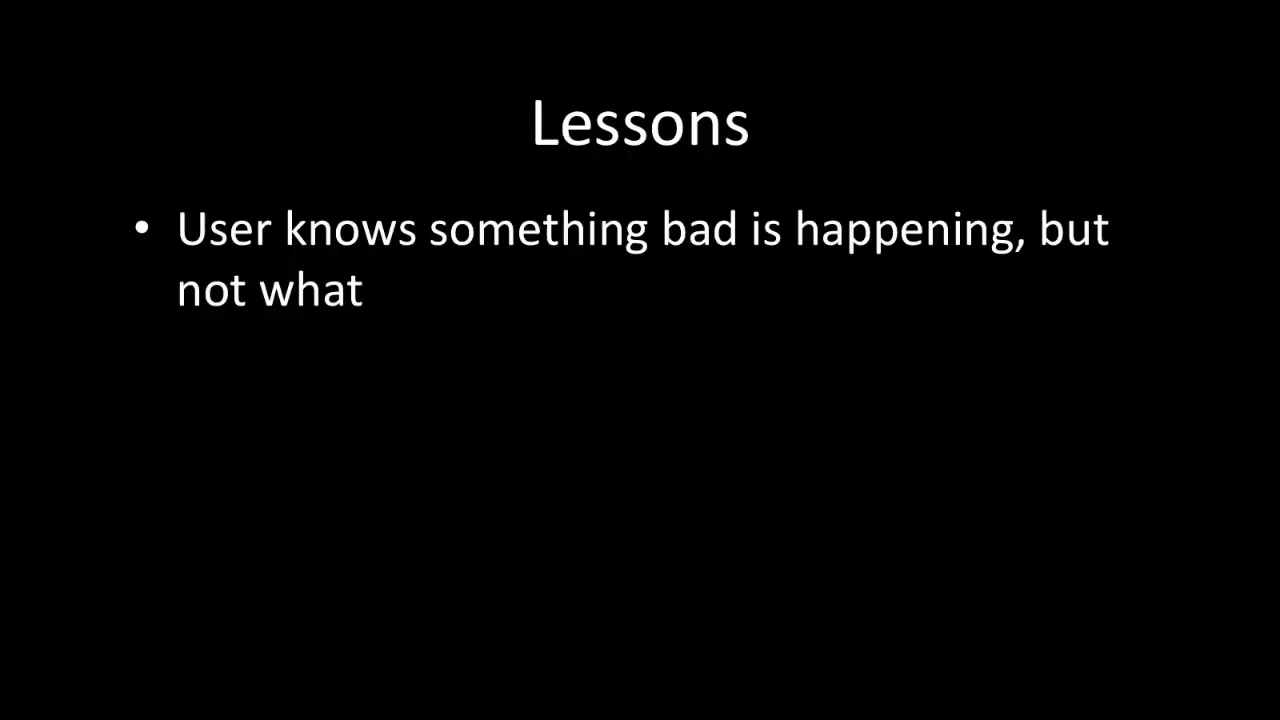 Lessons
• User knows something bad is happening, but
not what